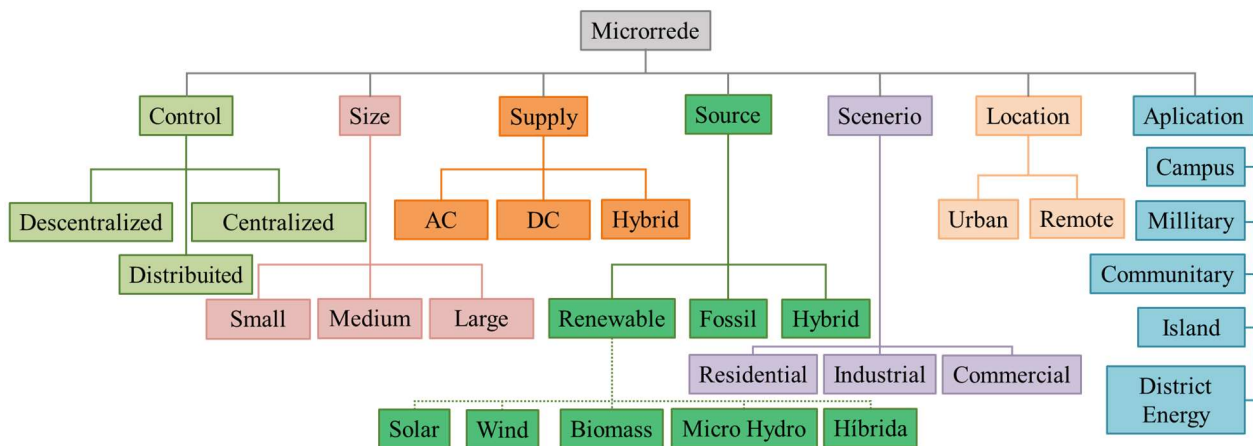 Microrrede
Control
Size
Supply
Source
Scenerio
Location
Aplication
Campus
Descentralized
Centralized
AC
DC
Hybrid
Urban
Remote
Millitary
Distribuited
Communitary
Small
Medium
Large
Renewable
Fossil
Hybrid
Island
Residential
Industrial
Commercial
District
Energy
Solar
Wind
Biomass
Micro Hydro
Híbrida